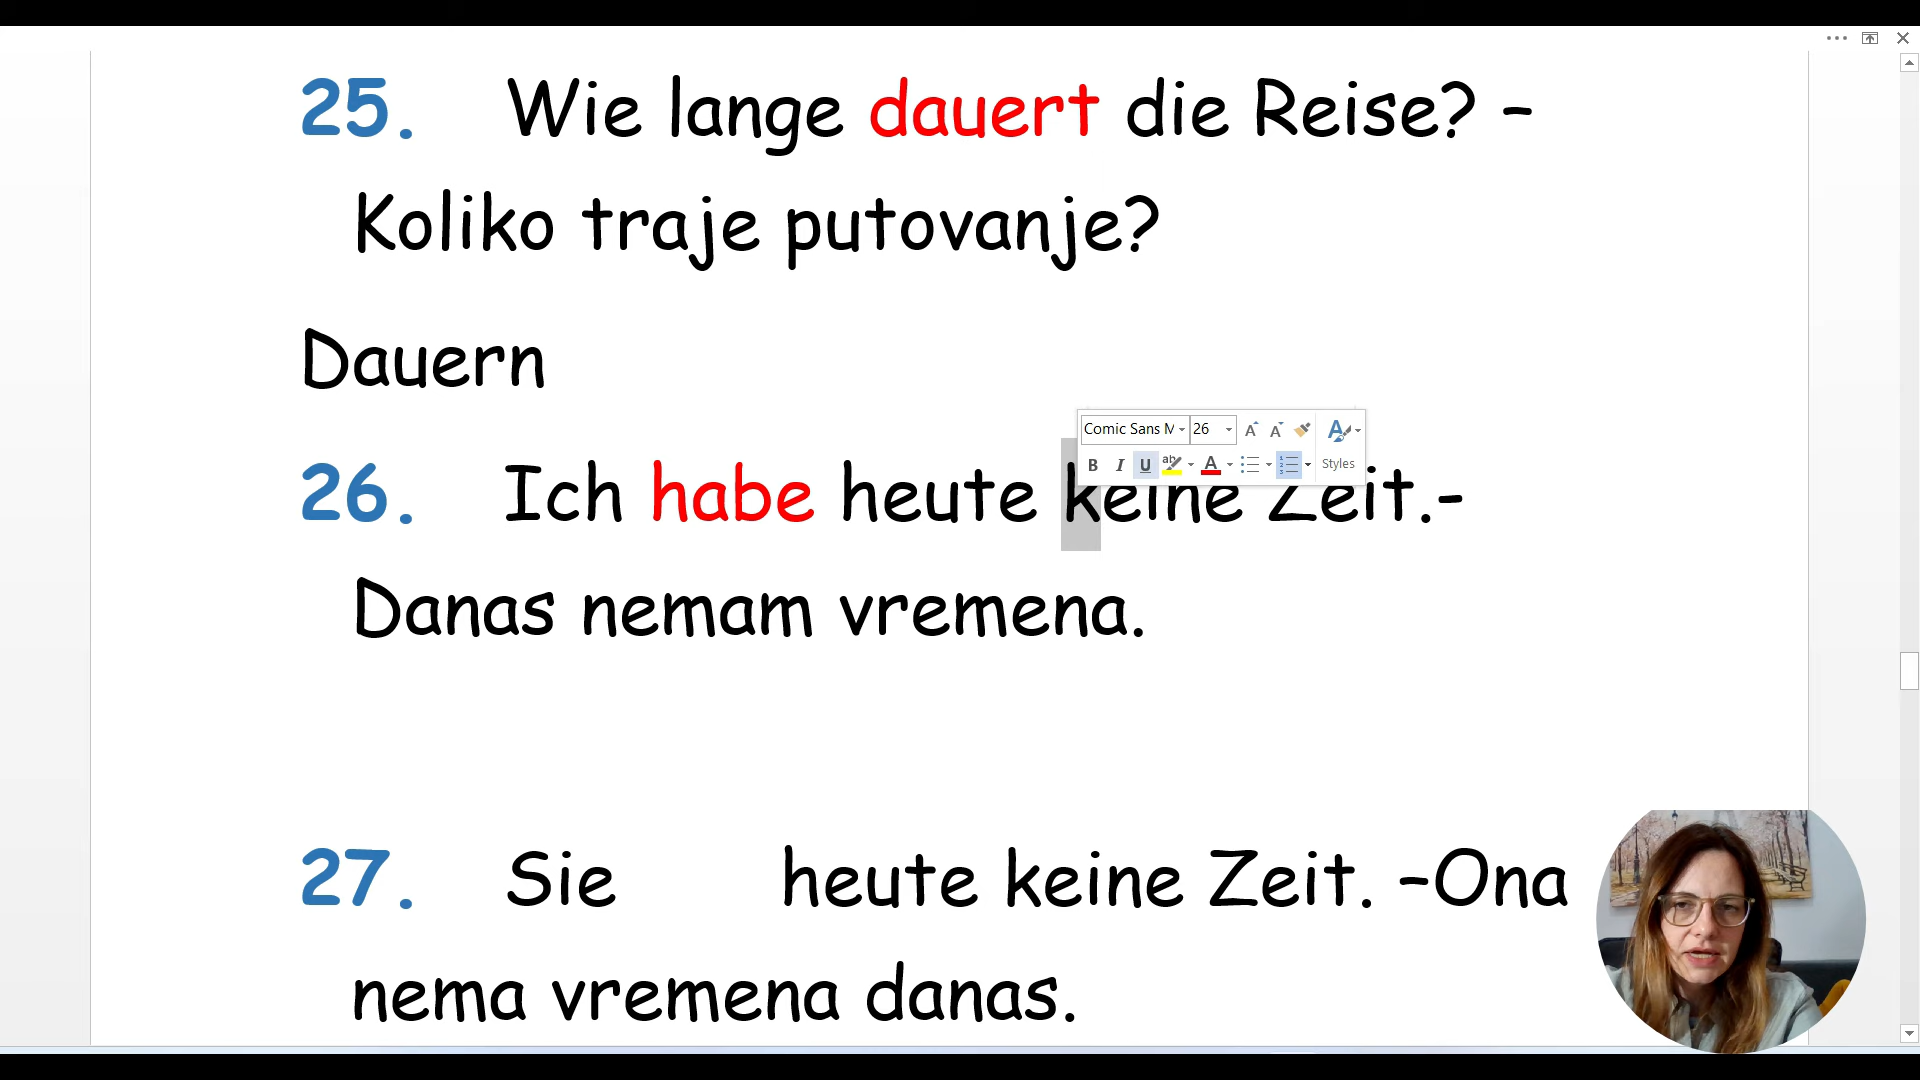 25. Wie lange dauert die Reise? –
Koliko traje putovanje?
Dauern
Comic Sans M 26
Styles
26. Ich habe heute keine Zeit.-
Danas nemam vremena.
27. Sie heute keine Zeit. –Ona
nema vremena danas.